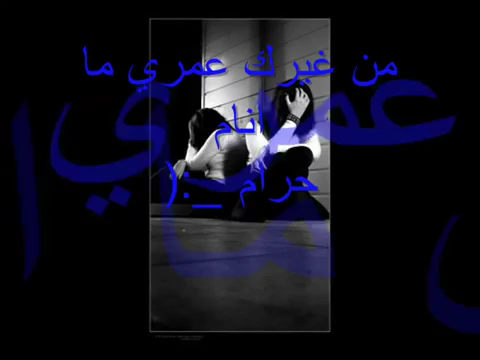 من غيرك عمري ما
انام
حرام _:(